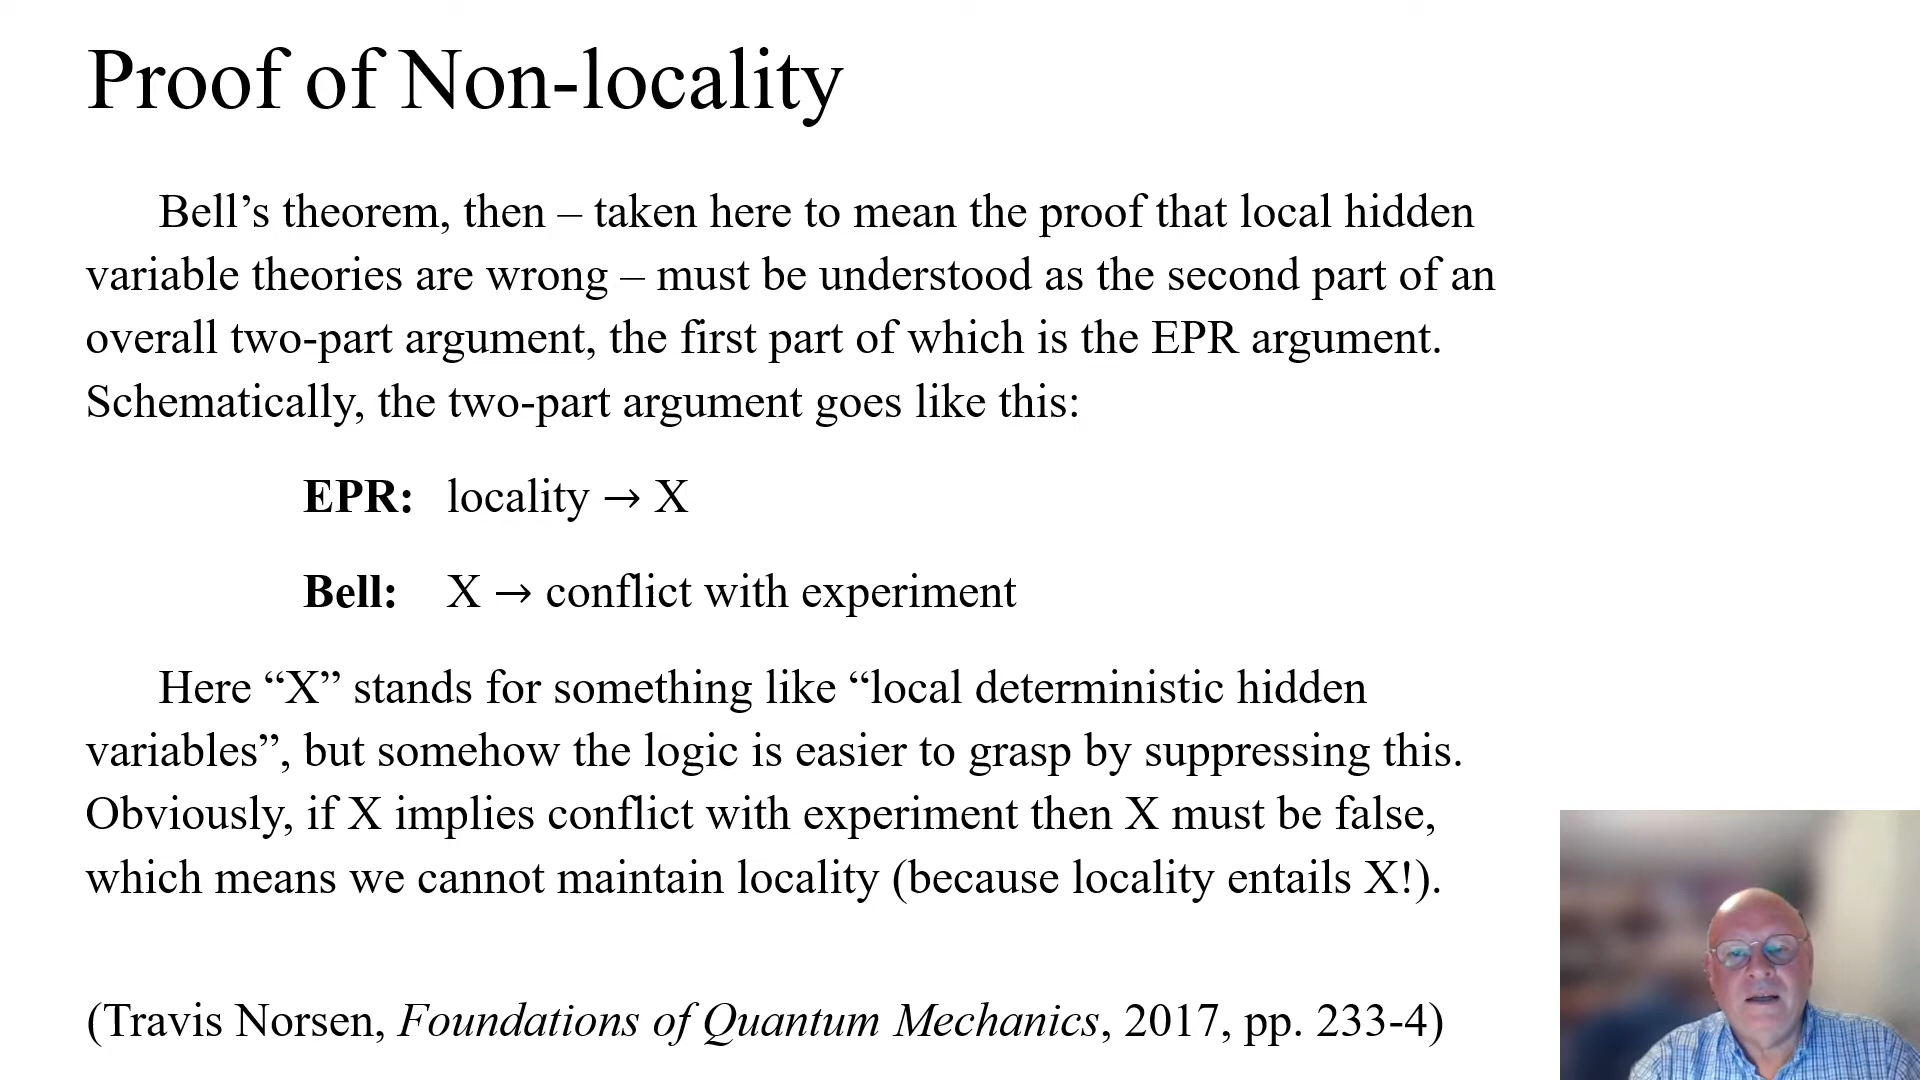 Proof of Non-locality
Bell’s theorem, then – taken here to mean the proof that local hidden
variable theories are wrong – must be understood as the second part of an
overall two-part argument, the first part of which is the EPR argument.
Schematically, the two-part argument goes like this:
EPR: locality → X
Bell: X → conflict with experiment
Here “X” stands for something like “local deterministic hidden
variables”, but somehow the logic is easier to grasp by suppressing this.
Obviously, if X implies conflict with experiment then X must be false,
which means we cannot maintain locality (because locality entails X!).
(Travis Norsen, Foundations of Quantum Mechanics, 2017, pp. 233-4)